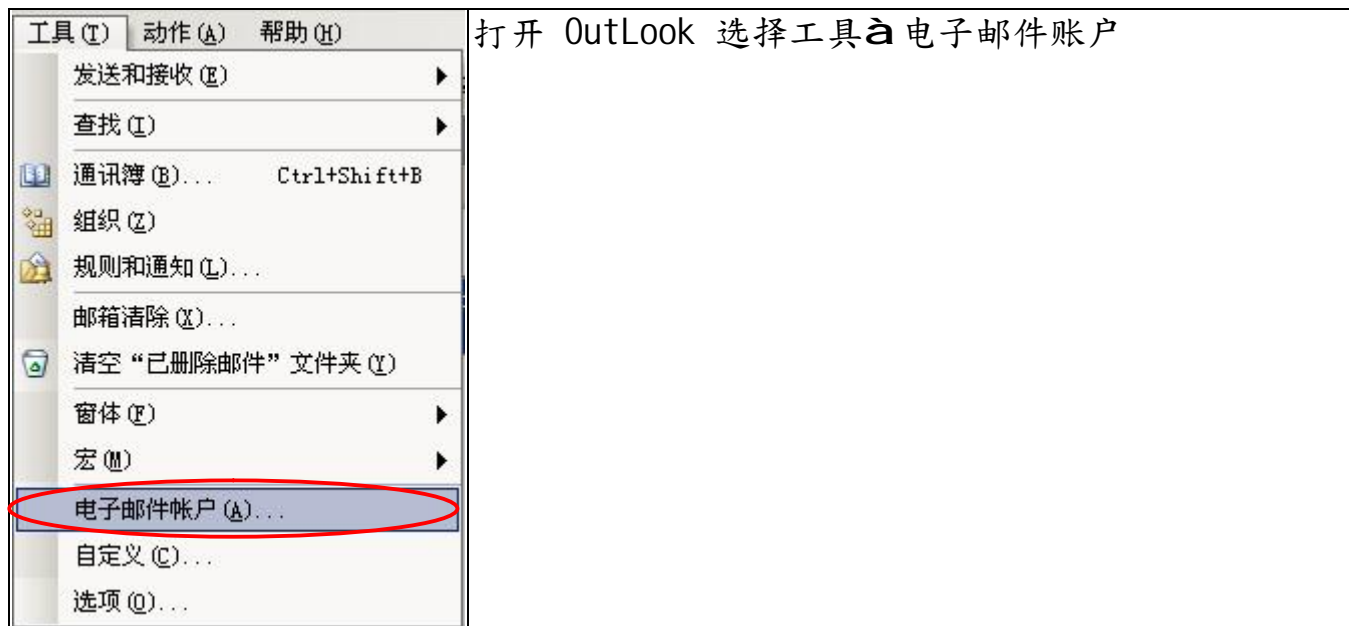 工具(T) 动作(A) 帮助(H)
发送和接收(E)
查找(I)
通讯簿(B)... Ctrl+Shift+B
组织(Z)
规则和通知(L)...
邮箱清除(X)...
清空“已删除邮件”文件夹(Y)
窗体(F)
宏(M)
电子邮件帐户(A)...
自定义(C)...
选项(O)...
打开 OutLook 选择工具à电子邮件账户